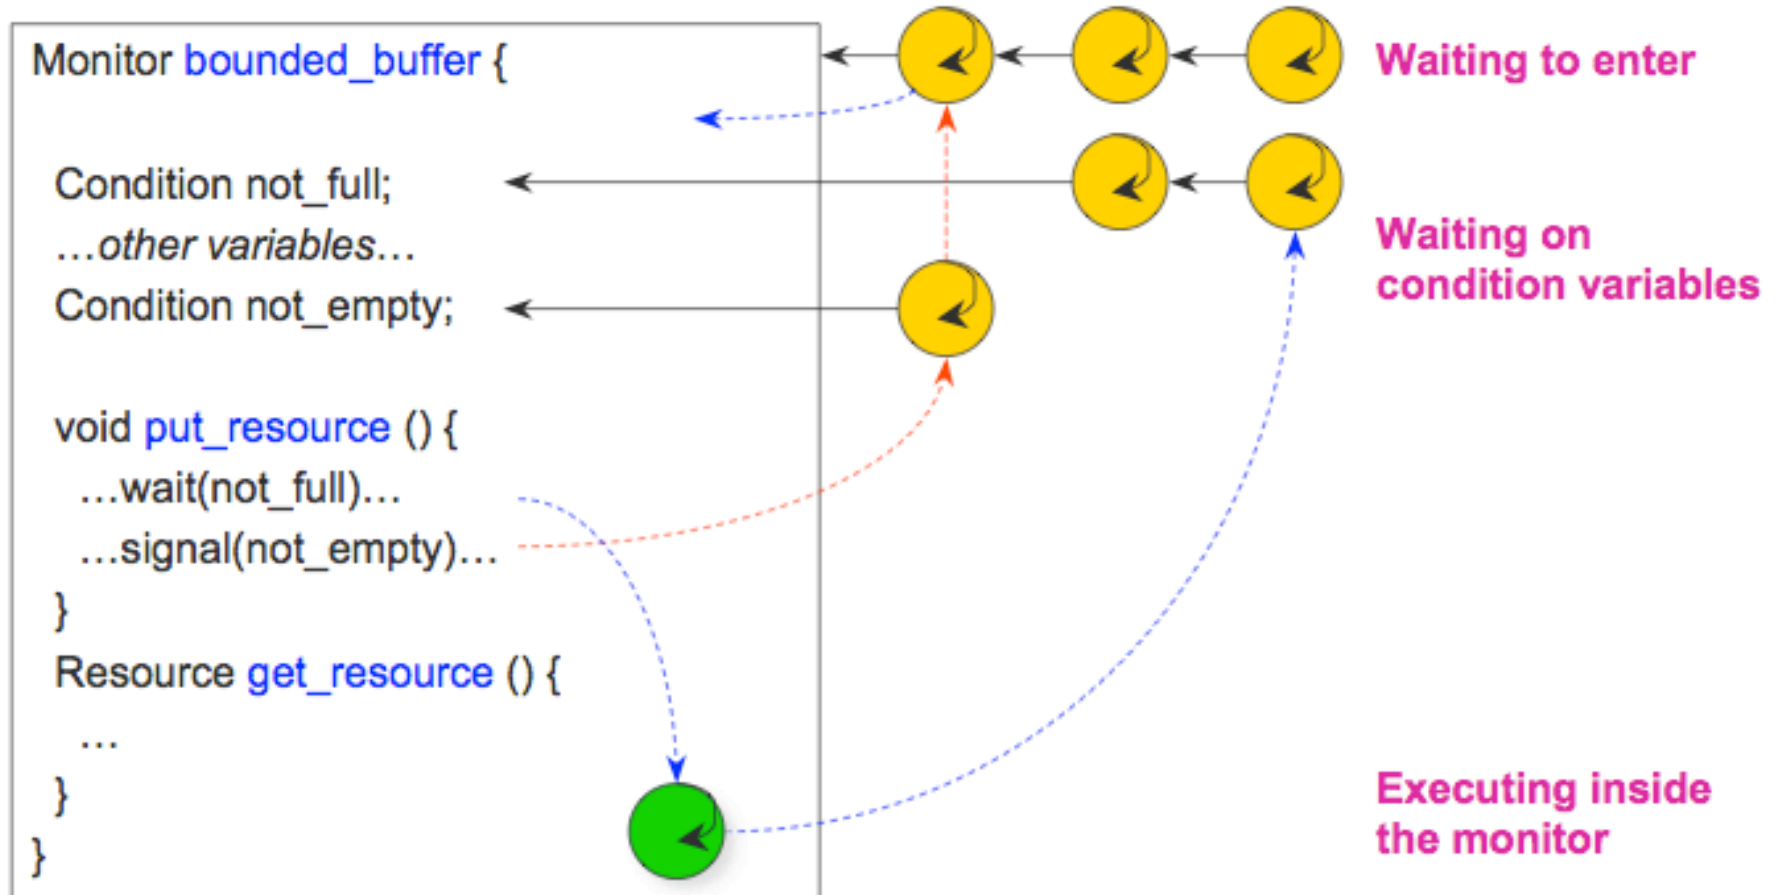 Monitor bounded_buffer {
Waiting to enter
Condition not_full;
…other variables…
Condition not_empty;
Waiting on
condition variables
void put_resource () {
…wait(not_full)…
…signal(not_empty)…
}
Resource get_resource () {
…
}
}
Executing inside
the monitor